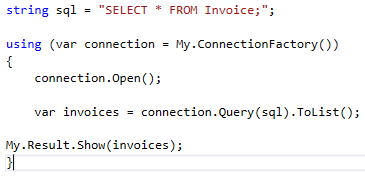 string sql = "SELECT * FROM Invoice;";
using (var connection = My.ConnectionFactory())
{
connection.Open();
var invoices = connection.Query(sql).ToList();
My.Result.Show(invoices);
}